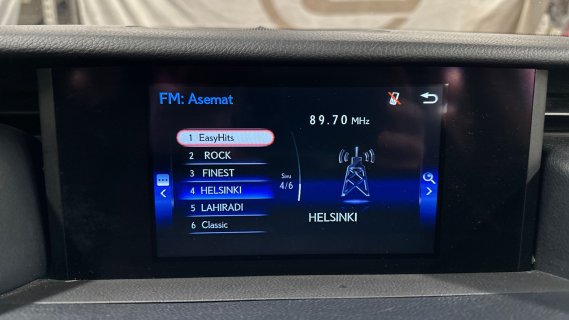 FM: Asemat
89.70 MHz
1 EasyHits
2 ROCK
3 FINEST
4 HELSINKI
5 LAHIRADI
6 Classic
Sivu
4/6
HELSINKI